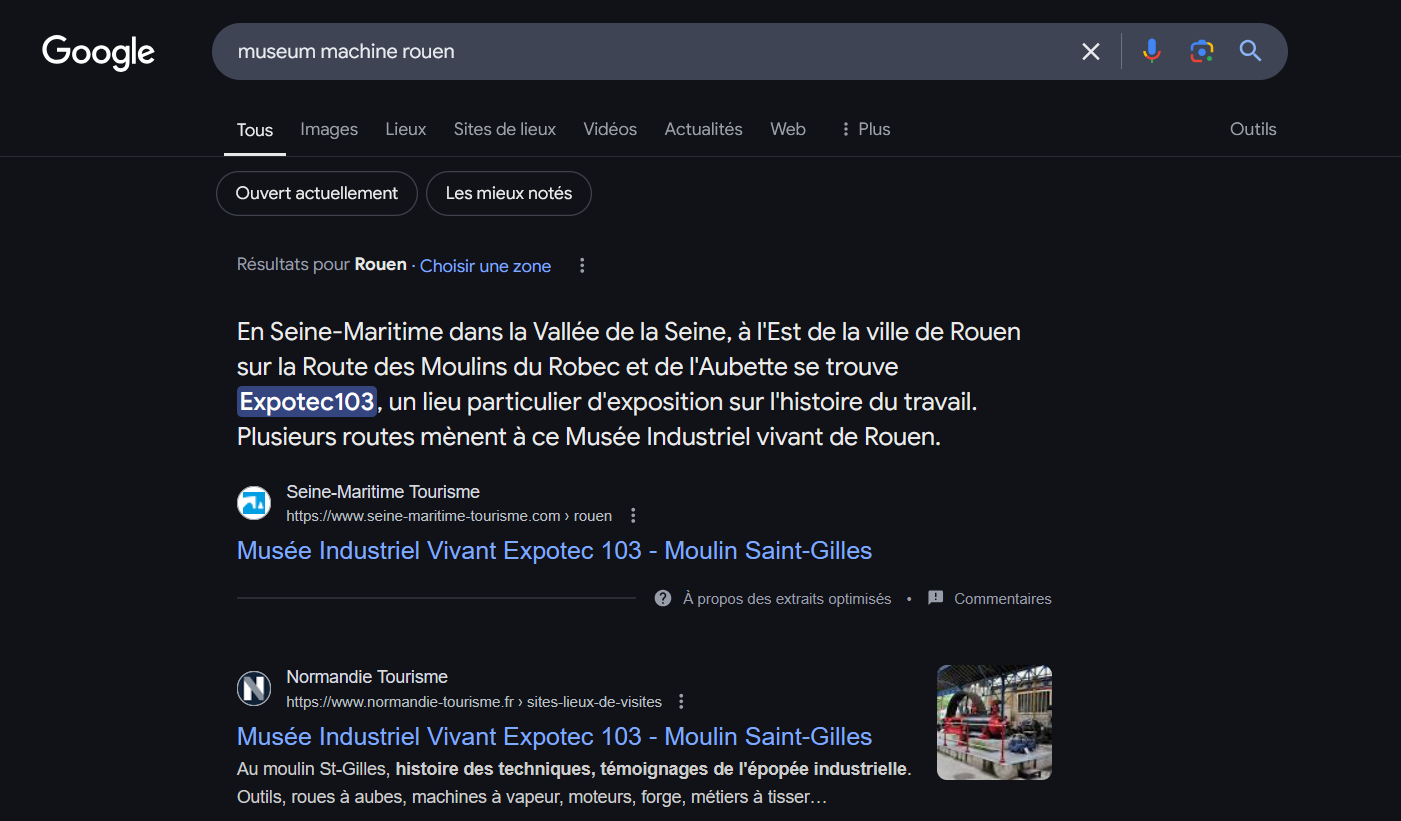 Google
museum machine rouen
Tous Images Lieux Sites de lieux Vidéos Actualités Web Plus Outils
Ouvert actuellement Les mieux notés
Résultats pour Rouen · Choisir une zone
En Seine-Maritime dans la Vallée de la Seine, à l'Est de la ville de Rouen
sur la Route des Moulins du Robec et de l'Aubette se trouve
Expotec103, un lieu particulier d'exposition sur l'histoire du travail.
Plusieurs routes mènent à ce Musée Industriel vivant de Rouen.
Seine-Maritime Tourisme
https://www.seine-maritime-tourisme.com › rouen
Musée Industriel Vivant Expotec 103 - Moulin Saint-Gilles
À propos des extraits optimisés • Commentaires
N Normandie Tourisme
https://www.normandie-tourisme.fr › sites-lieux-de-visites
Musée Industriel Vivant Expotec 103 - Moulin Saint-Gilles
Au moulin St-Gilles, histoire des techniques, témoignages de l'épopée industrielle.
Outils, roues à aubes, machines à vapeur, moteurs, forge, métiers à tisser…